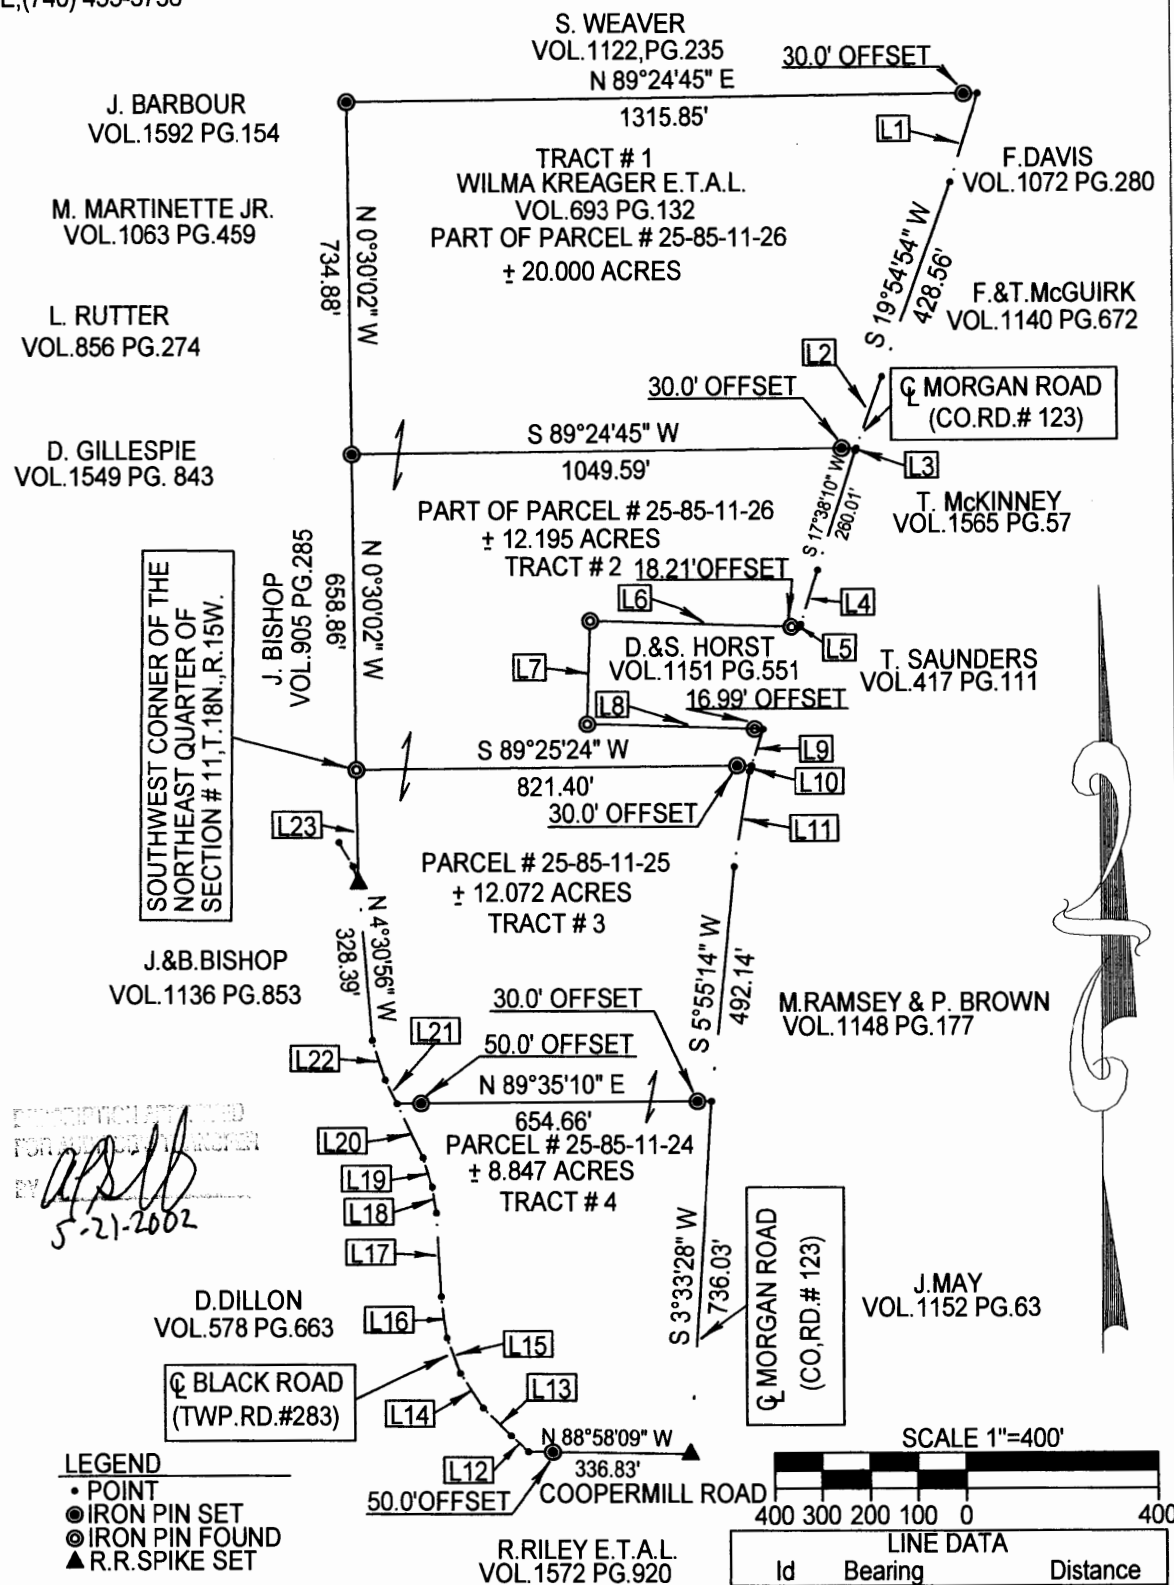 E,(740) 455-5758
S. WEAVER
VOL.1122,PG.235
30.0' OFFSET
N 89°24'45" E
1315.85'
J. BARBOUR
VOL.1592 PG.154
L1
TRACT # 1
WILMA KREAGER E.T.A.L.
VOL.693 PG.132
PART OF PARCEL # 25-85-11-26
± 20.000 ACRES
F.DAVIS
VOL.1072 PG.280
M. MARTINETTE JR.
VOL.1063 PG.459
N 0°30'02" W
734.88'
S 19°54'54" W
428.56'
F.&T.McGUIRK
VOL.1140 PG.672
L. RUTTER
VOL.856 PG.274
L2
30.0' OFFSET
℄ MORGAN ROAD
(CO.RD.# 123)
D. GILLESPIE
VOL.1549 PG. 843
S 89°24'45" W
1049.59'
L3
S 17°38'10" W
260.01'
T. McKINNEY
VOL.1565 PG.57
PART OF PARCEL # 25-85-11-26
± 12.195 ACRES
TRACT # 2
18.21'OFFSET
SOUTHWEST CORNER OF THE
NORTHEAST QUARTER OF
SECTION # 11,T.18N.,R.15W.
J. BISHOP
VOL.905 PG.285
N 0°30'02" W
658.86'
L6
L4
L5
D.&S. HORST
VOL.1151 PG.551
L7
T. SAUNDERS
VOL.417 PG.111
L8
16.99' OFFSET
L9
S 89°25'24" W
821.40'
L10
30.0' OFFSET
L11
L23
PARCEL # 25-85-11-25
± 12.072 ACRES
TRACT # 3
N 4°30'56" W
328.39'
J.&B.BISHOP
VOL.1136 PG.853
S 5°55'14" W
492.14'
M.RAMSEY & P. BROWN
VOL.1148 PG.177
30.0' OFFSET
L21
50.0' OFFSET
L22
N 89°35'10" E
654.66'
DESCRIPTION APPROVED
FOR AUDITORS TRANSFER
BY
5-21-2002
L20
PARCEL # 25-85-11-24
± 8.847 ACRES
TRACT # 4
L19
L18
L17
S 3°33'28" W
736.03'
℄ MORGAN ROAD
(CO,RD.# 123)
J.MAY
VOL.1152 PG.63
D.DILLON
VOL.578 PG.663
L16
L15
℄ BLACK ROAD
(TWP.RD.#283)
L14
L13
N 88°58'09" W
336.83'
L12
50.0'OFFSET
COOPERMILL ROAD
SCALE 1"=400'
400 300 200 100 0 400
LEGEND
POINT
IRON PIN SET
IRON PIN FOUND
R.R.SPIKE SET
R.RILEY E.T.A.L.
VOL.1572 PG.920
LINE DATA
Id Bearing Distance